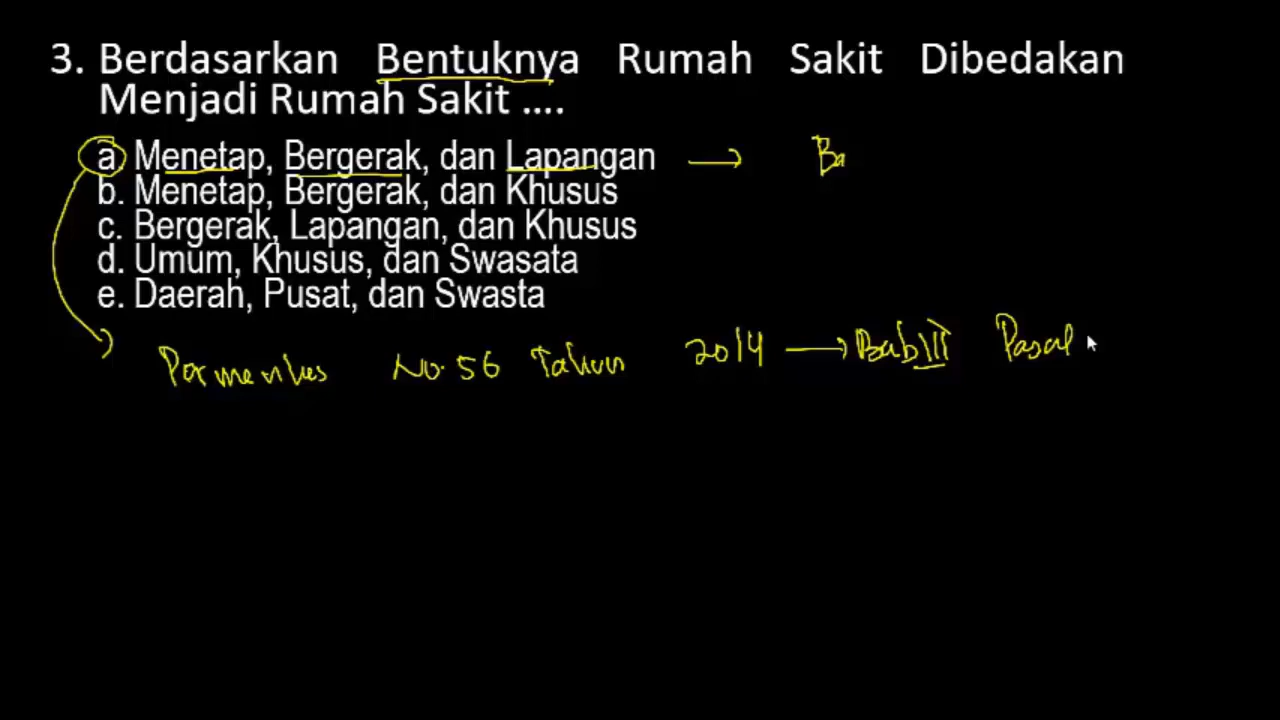 3. Berdasarkan Bentuknya Rumah Sakit Dibedakan
Menjadi Rumah Sakit ....
a Menetap, Bergerak, dan Lapangan → Ba
b. Menetap, Bergerak, dan Khusus
c. Bergerak, Lapangan, dan Khusus
d. Umum, Khusus, dan Swasata
e. Daerah, Pusat, dan Swasta
Permenkes No.56 Tahun 2014 → Bab III Pasal